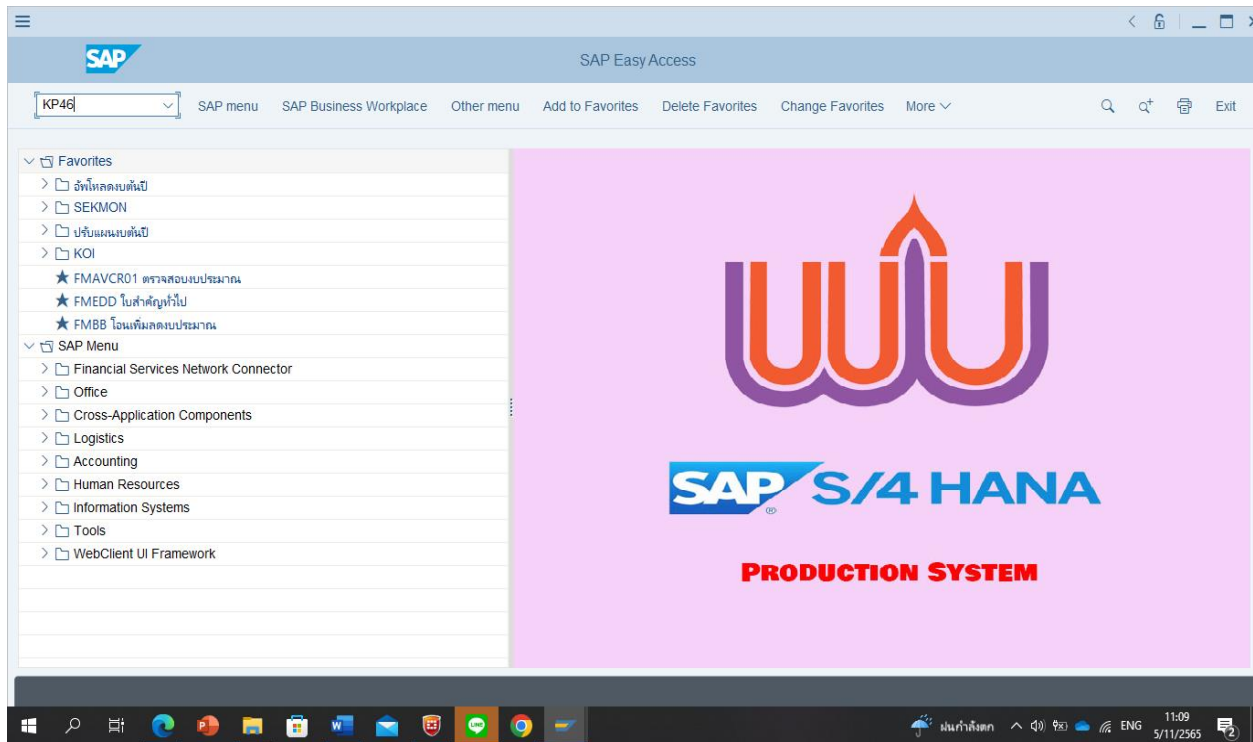 SAP
SAP Easy Access
KP46
SAP menu
SAP Business Workplace
Other menu
Add to Favorites
Delete Favorites
Change Favorites
More
Exit
Favorites
อัพโหลดงบต้นปี
SEKMON
ปรับแผนงบต้นปี
KOI
FMAVCR01 ตรวจสอบงบประมาณ
FMEDD ใบสำคัญทั่วไป
FMBB โอนเพิ่มลดงบประมาณ
SAP Menu
Financial Services Network Connector
Office
Cross-Application Components
Logistics
Accounting
Human Resources
Information Systems
Tools
WebClient UI Framework
SAP ® S/4 HANA
PRODUCTION SYSTEM
ฝนกำลังตก
ENG
11:09
5/11/2565
2